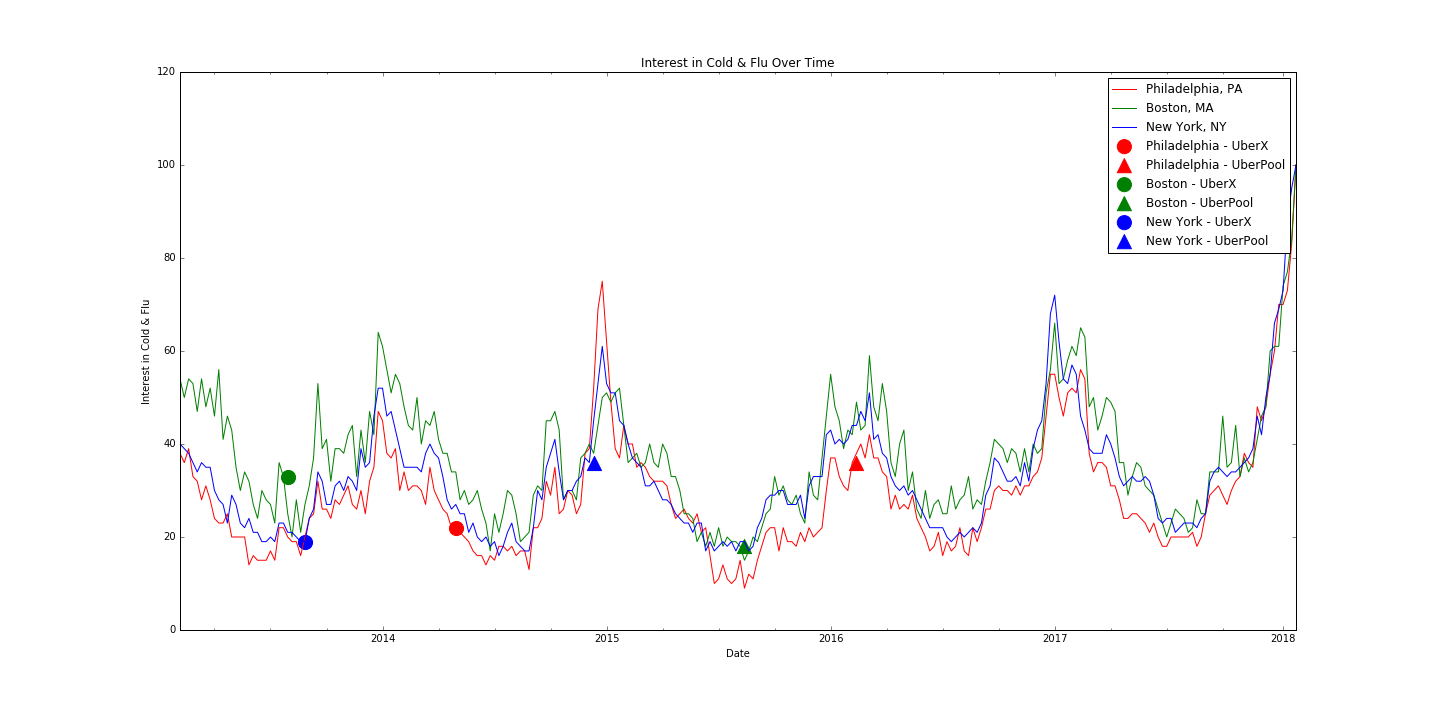 Interest in Cold & Flu Over Time
120
100
80
60
40
20
0
Interest in Cold & Flu
Philadelphia, PA
Boston, MA
New York, NY
Philadelphia - UberX
Philadelphia - UberPool
Boston - UberX
Boston - UberPool
New York - UberX
New York - UberPool
2014
2015
2016
2017
2018
Date